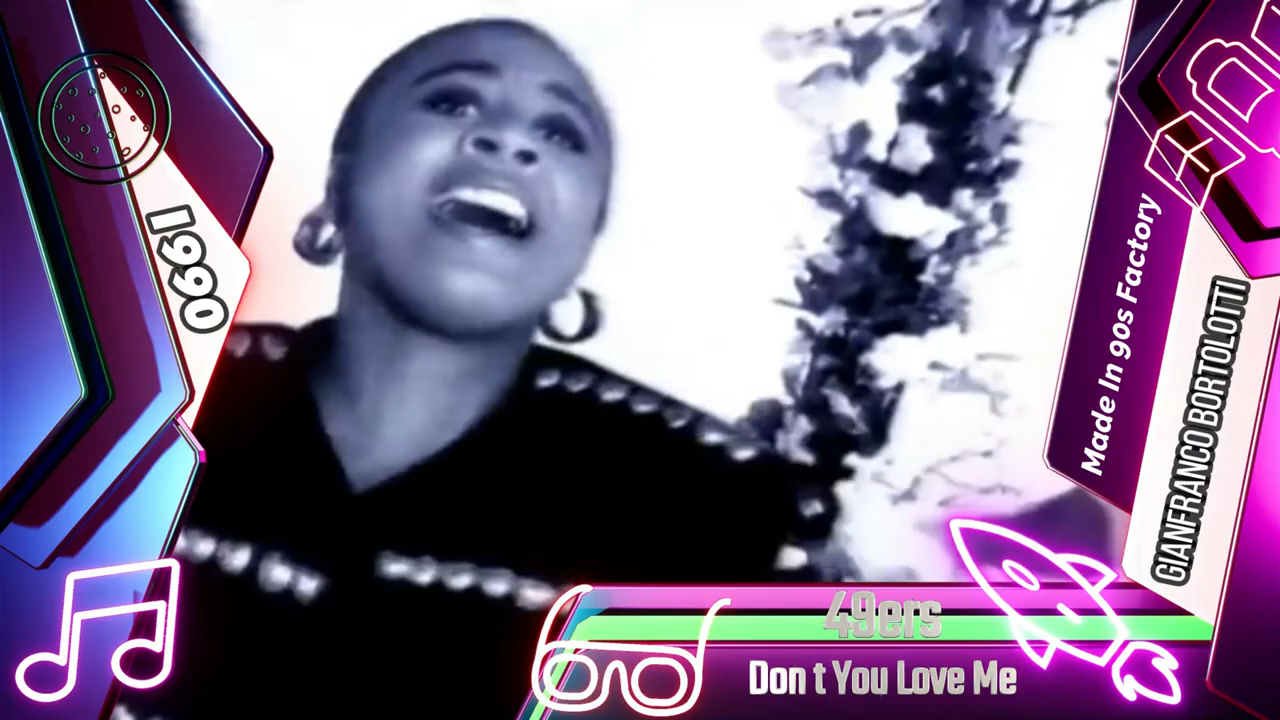 1990
Made In 90s Factory
GIANFRANCO BORTOLOTTI
49ers
Don t You Love Me